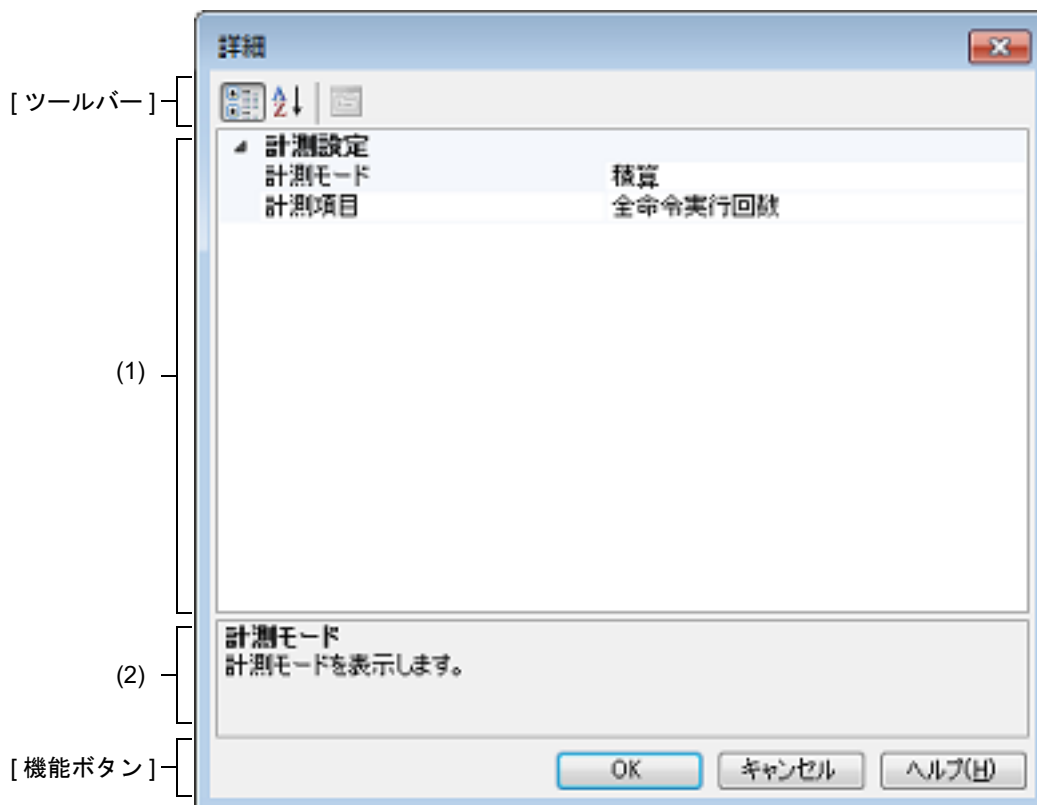 詳細
[ツールバー]
計測設定
計測モード 積算
計測項目 全命令実行回数
(1)
計測モード
計測モードを表示します。
(2)
[機能ボタン]
OK キャンセル ヘルプ(H)